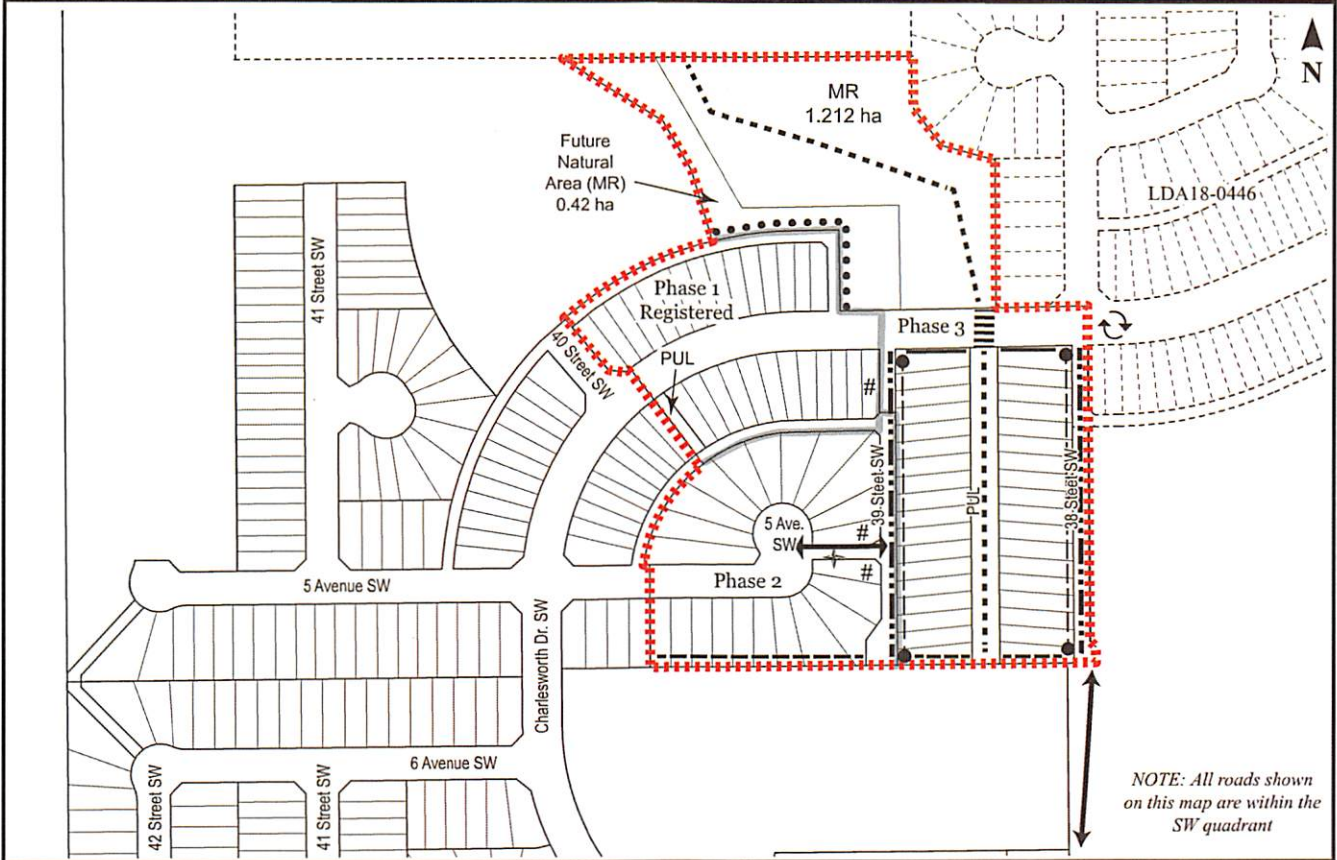 N
MR
1.212 ha
Future
Natural
Area (MR)
0.42 ha
LDA18-0446
41 Street SW
Phase 1
Registered
Phase 3
40 Street SW
PUL
#
39 Steet SW
PUL
38 Steet SW
5 Ave.
SW
#
#
Phase 2
5 Avenue SW
Charlesworth Dr. SW
6 Avenue SW
42 Street SW
41 Street SW
NOTE: All roads shown
on this map are within the
SW quadrant